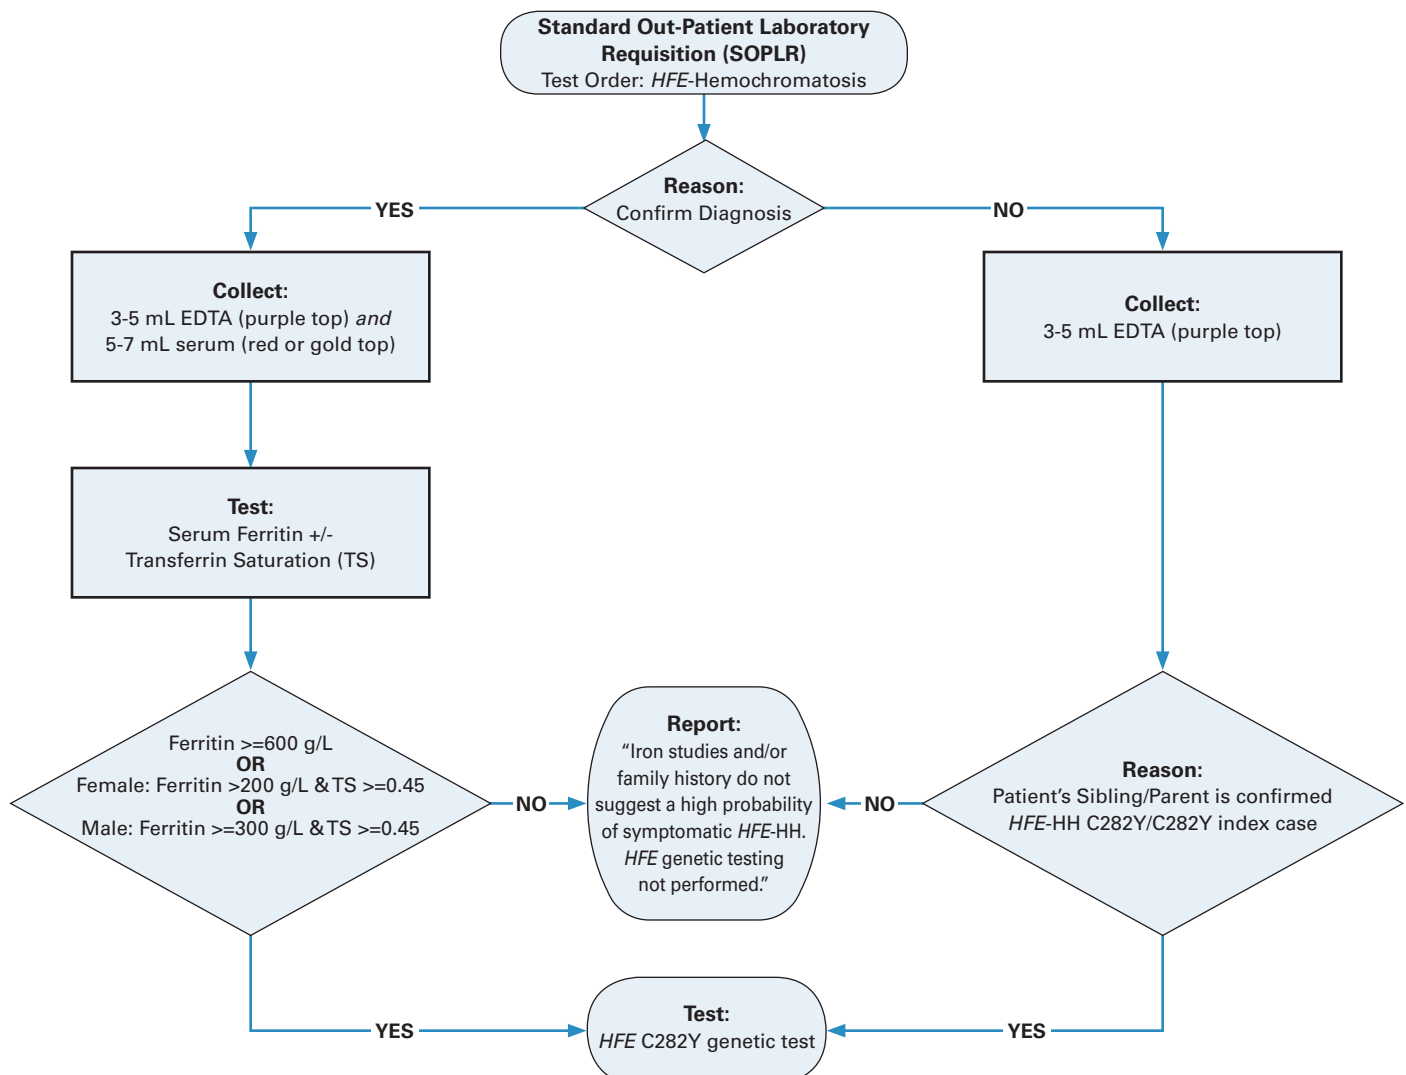 Standard Out-Patient Laboratory
Requisition (SOPLR)
Test Order: HFE-Hemochromatosis
Reason:
Confirm Diagnosis
YES
NO
Collect:
3-5 mL EDTA (purple top) and
5-7 mL serum (red or gold top)
Collect:
3-5 mL EDTA (purple top)
Test:
Serum Ferritin +/-
Transferrin Saturation (TS)
Ferritin >=600 g/L
OR
Female: Ferritin >200 g/L & TS >=0.45
OR
Male: Ferritin >=300 g/L & TS >=0.45
NO
Report:
“Iron studies and/or
family history do not
suggest a high probability
of symptomatic HFE-HH.
HFE genetic testing
not performed.”
NO
Reason:
Patient’s Sibling/Parent is confirmed
HFE-HH C282Y/C282Y index case
YES
Test:
HFE C282Y genetic test
YES